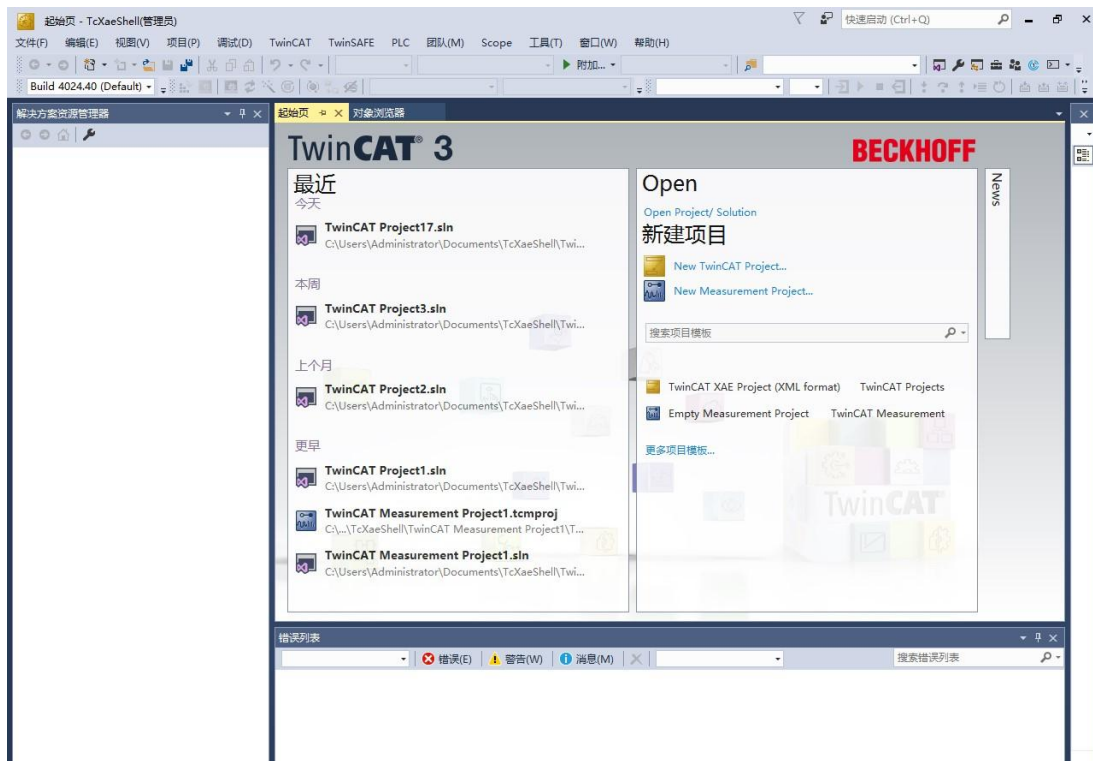 起始页 - TcXaeShell(管理员)
快速启动 (Ctrl+Q)
文件(F) 编辑(E) 视图(V) 项目(P) 调试(D) TwinCAT TwinSAFE PLC 团队(M) Scope 工具(T) 窗口(W) 帮助(H)
附加...
Build 4024.40 (Default)
解决方案资源管理器
起始页 对象浏览器
TwinCAT® 3
BECKHOFF
最近
今天
TwinCAT Project17.sln
C:\Users\Administrator\Documents\TcXaeShell\Twi...
本周
TwinCAT Project3.sln
C:\Users\Administrator\Documents\TcXaeShell\Twi...
上个月
TwinCAT Project2.sln
C:\Users\Administrator\Documents\TcXaeShell\Twi...
更早
TwinCAT Project1.sln
C:\Users\Administrator\Documents\TcXaeShell\Twi...
TwinCAT Measurement Project1.tcmproj
C:\...\TcXaeShell\TwinCAT Measurement Project1\T...
TwinCAT Measurement Project1.sln
C:\Users\Administrator\Documents\TcXaeShell\Twi...
Open
Open Project/ Solution
新建项目
New TwinCAT Project...
New Measurement Project...
搜索项目模板
TwinCAT XAE Project (XML format) TwinCAT Projects
Empty Measurement Project TwinCAT Measurement
更多项目模板...
TwinCAT
News
错误列表
错误(E) 警告(W) 消息(M)
搜索错误列表